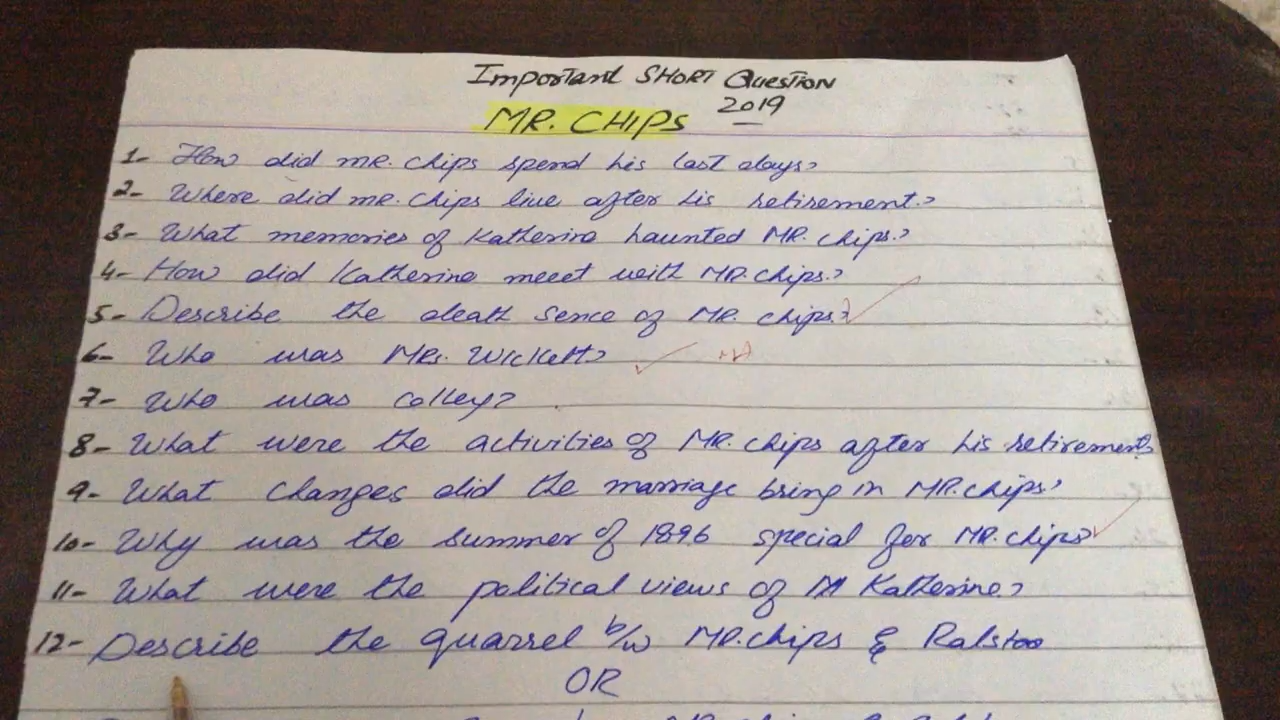 Important SHORT QUESTION
2019
MR. CHIPS
1- How did mr. chips spend his last days?
2- Where did mr. chips live after his retirement?
3- What memories of Katherine haunted MR. chips?
4- How did Katherine meeet with MR. chips?
5- Describe the death sence of MR. chips?
6- Who was MRs. Wickett?
7- Who was colley?
8- What were the activities of MR. chips after his retirement?
9- What changes did the marriage bring in MR. chips?
10- Why was the summer of 1896 special for MR. chips?
11- What were the political views of Katherine?
12- Describe the quarrel b/w MR. chips & Ralston
OR